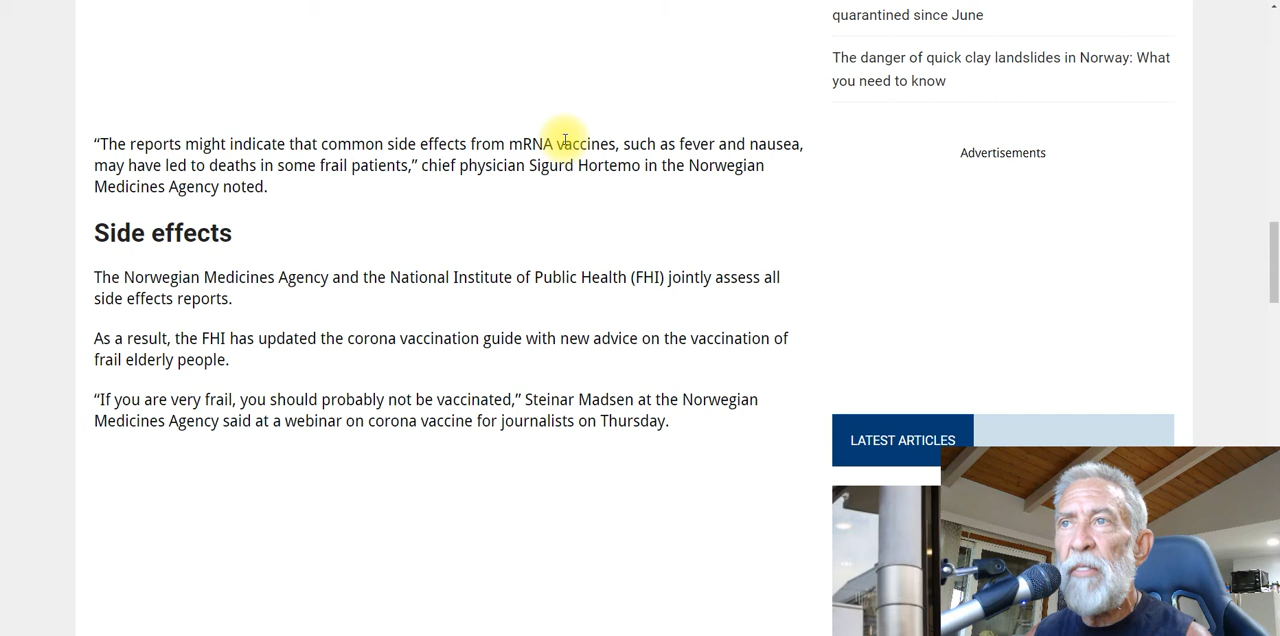 quarantined since June
The danger of quick clay landslides in Norway: What
you need to know
“The reports might indicate that common side effects from mRNA vaccines, such as fever and nausea,
may have led to deaths in some frail patients,” chief physician Sigurd Hortemo in the Norwegian
Medicines Agency noted.
Advertisements
Side effects
The Norwegian Medicines Agency and the National Institute of Public Health (FHI) jointly assess all
side effects reports.
As a result, the FHI has updated the corona vaccination guide with new advice on the vaccination of
frail elderly people.
“If you are very frail, you should probably not be vaccinated,” Steinar Madsen at the Norwegian
Medicines Agency said at a webinar on corona vaccine for journalists on Thursday.
LATEST ARTICLES